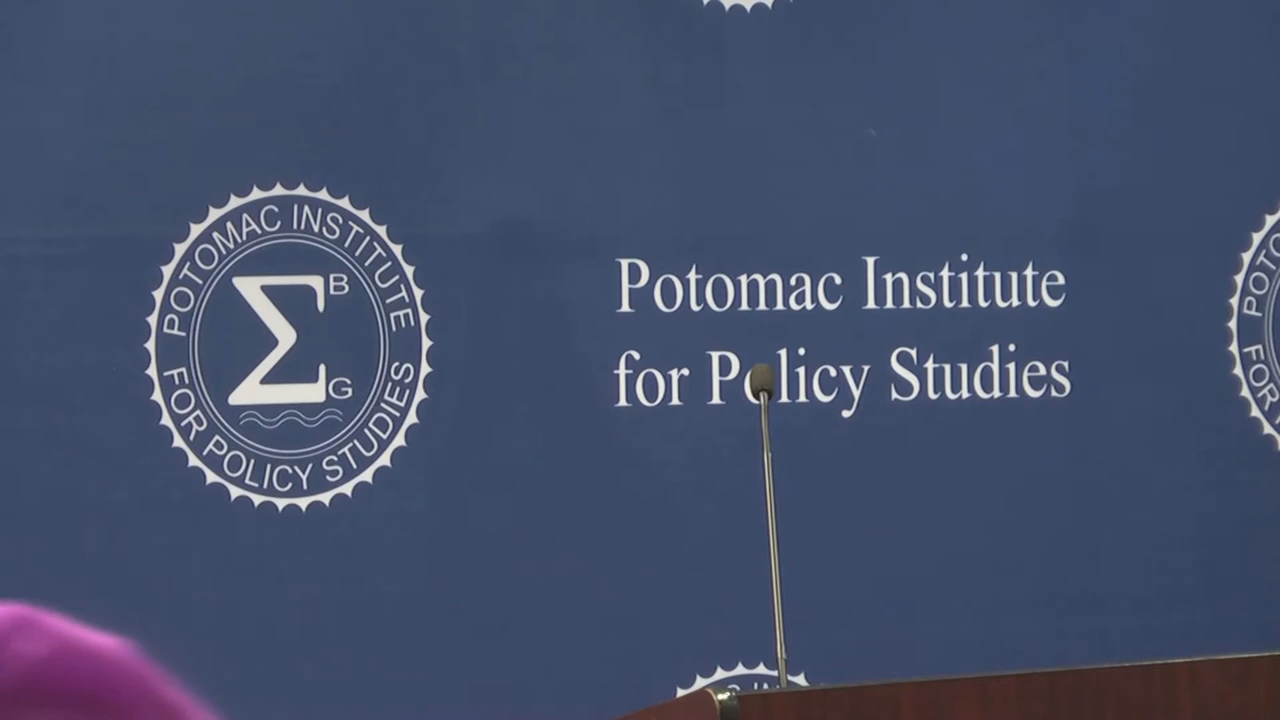 POTOMAC INSTITUTE
Σ B
G
FOR POLICY STUDIES
Potomac Institute
for Policy Studies